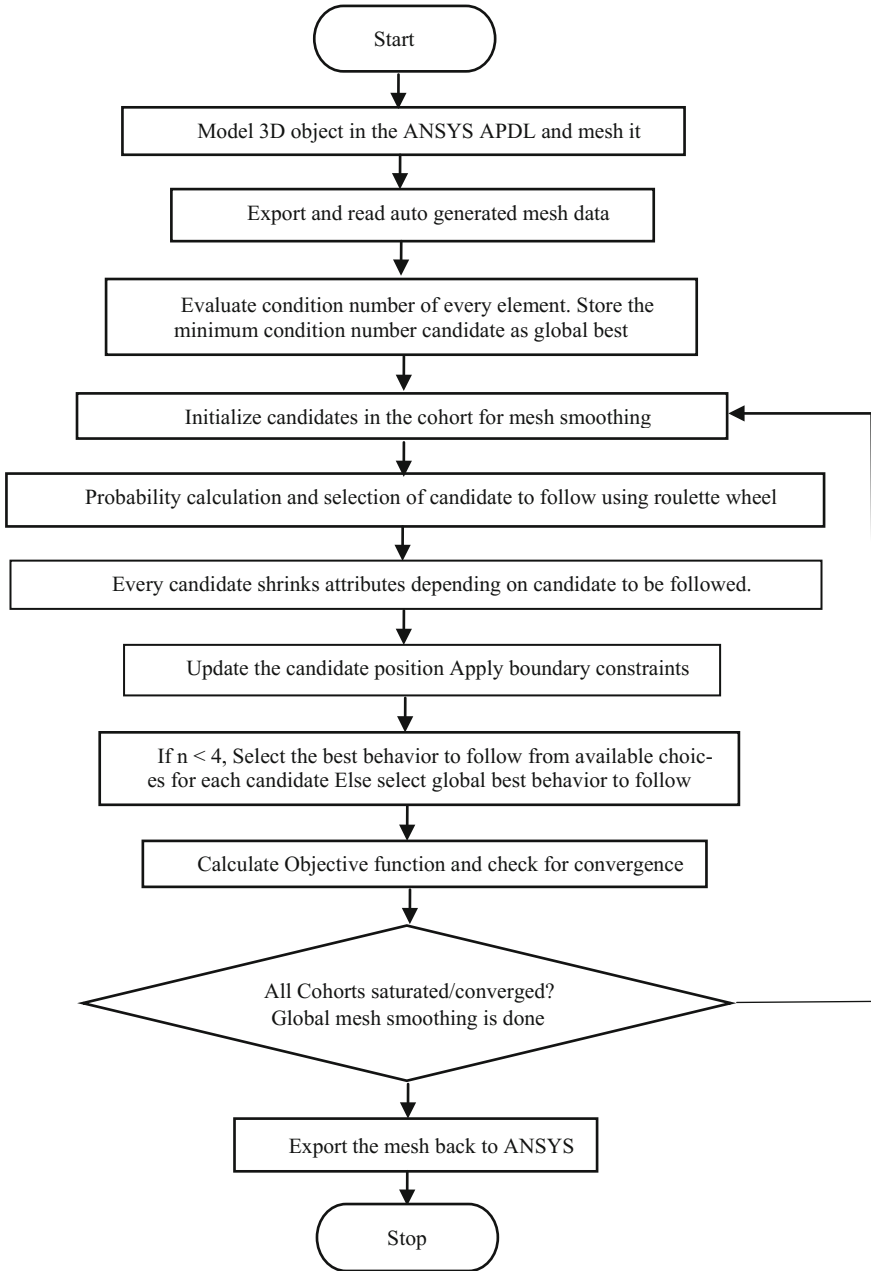 Start
Model 3D object in the ANSYS APDL and mesh it
Export and read auto generated mesh data
Evaluate condition number of every element. Store the
minimum condition number candidate as global best
Initialize candidates in the cohort for mesh smoothing
Probability calculation and selection of candidate to follow using roulette wheel
Every candidate shrinks attributes depending on candidate to be followed.
Update the candidate position Apply boundary constraints
If n < 4, Select the best behavior to follow from available choic-
es for each candidate Else select global best behavior to follow
Calculate Objective function and check for convergence
All Cohorts saturated/converged?
Global mesh smoothing is done
Export the mesh back to ANSYS
Stop